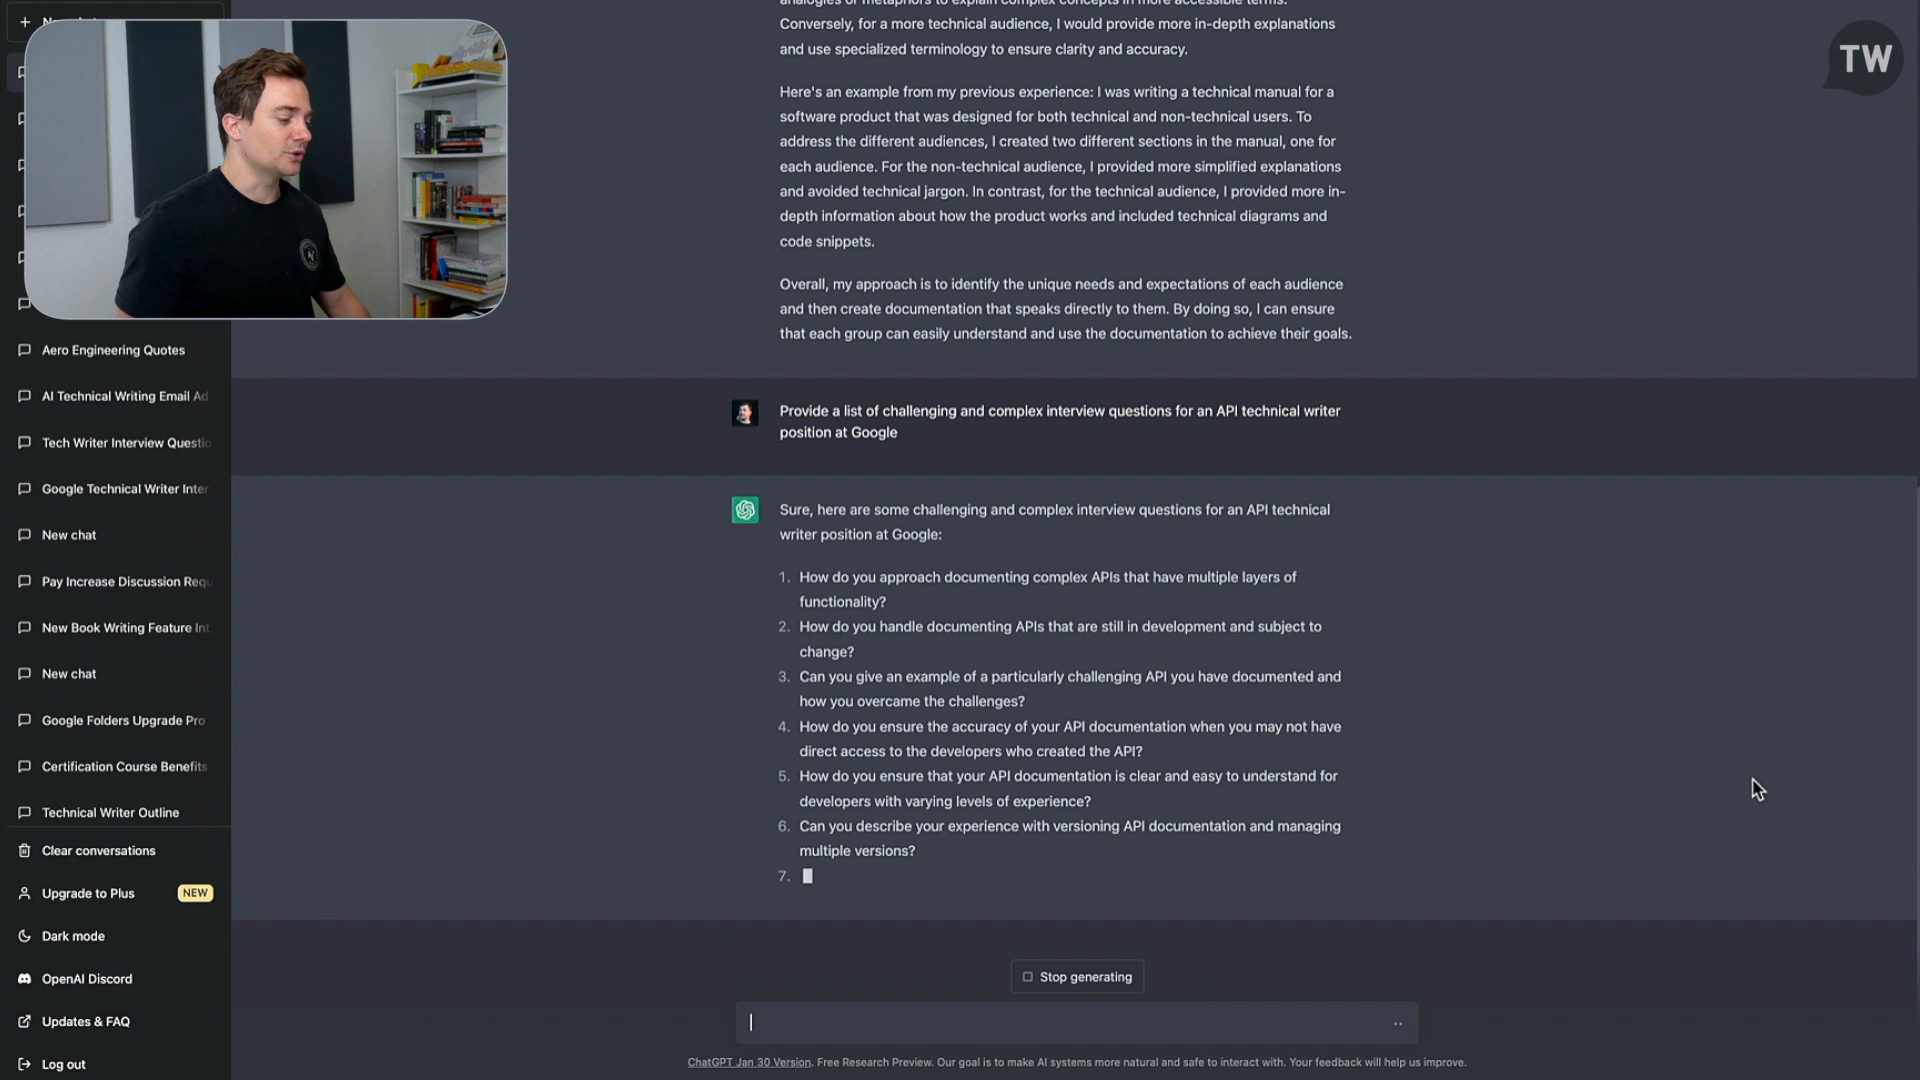 analogies or metaphors to explain complex concepts in more accessible terms.
Conversely, for a more technical audience, I would provide more in-depth explanations
and use specialized terminology to ensure clarity and accuracy.
Here's an example from my previous experience: I was writing a technical manual for a
software product that was designed for both technical and non-technical users. To
address the different audiences, I created two different sections in the manual, one for
each audience. For the non-technical audience, I provided more simplified explanations
and avoided technical jargon. In contrast, for the technical audience, I provided more in-
depth information about how the product works and included technical diagrams and
code snippets.
Overall, my approach is to identify the unique needs and expectations of each audience
and then create documentation that speaks directly to them. By doing so, I can ensure
that each group can easily understand and use the documentation to achieve their goals.
TW
Provide a list of challenging and complex interview questions for an API technical writer
position at Google
Sure, here are some challenging and complex interview questions for an API technical
writer position at Google:
1. How do you approach documenting complex APIs that have multiple layers of
functionality?
2. How do you handle documenting APIs that are still in development and subject to
change?
3. Can you give an example of a particularly challenging API you have documented and
how you overcame the challenges?
4. How do you ensure the accuracy of your API documentation when you may not have
direct access to the developers who created the API?
5. How do you ensure that your API documentation is clear and easy to understand for
developers with varying levels of experience?
6. Can you describe your experience with versioning API documentation and managing
multiple versions?
7.
Stop generating
ChatGPT Jan 30 Version. Free Research Preview. Our goal is to make AI systems more natural and safe to interact with. Your feedback will help us improve.
Aero Engineering Quotes
AI Technical Writing Email Ad
Tech Writer Interview Questio
Google Technical Writer Inter
New chat
Pay Increase Discussion Requ
New Book Writing Feature Int
New chat
Google Folders Upgrade Pro
Certification Course Benefits
Technical Writer Outline
Clear conversations
Upgrade to Plus NEW
Dark mode
OpenAI Discord
Updates & FAQ
Log out